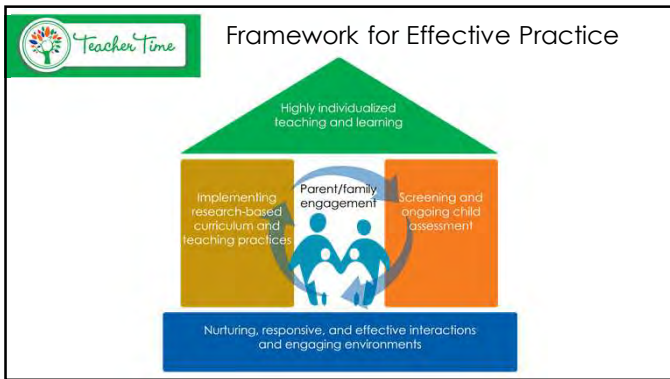 Teacher Time
Framework for Effective Practice
Highly individualized
teaching and learning
Implementing
research-based
curriculum and
teaching practices
Parent/family
engagement
Screening and
ongoing child
assessment
Nurturing, responsive, and effective interactions
and engaging environments